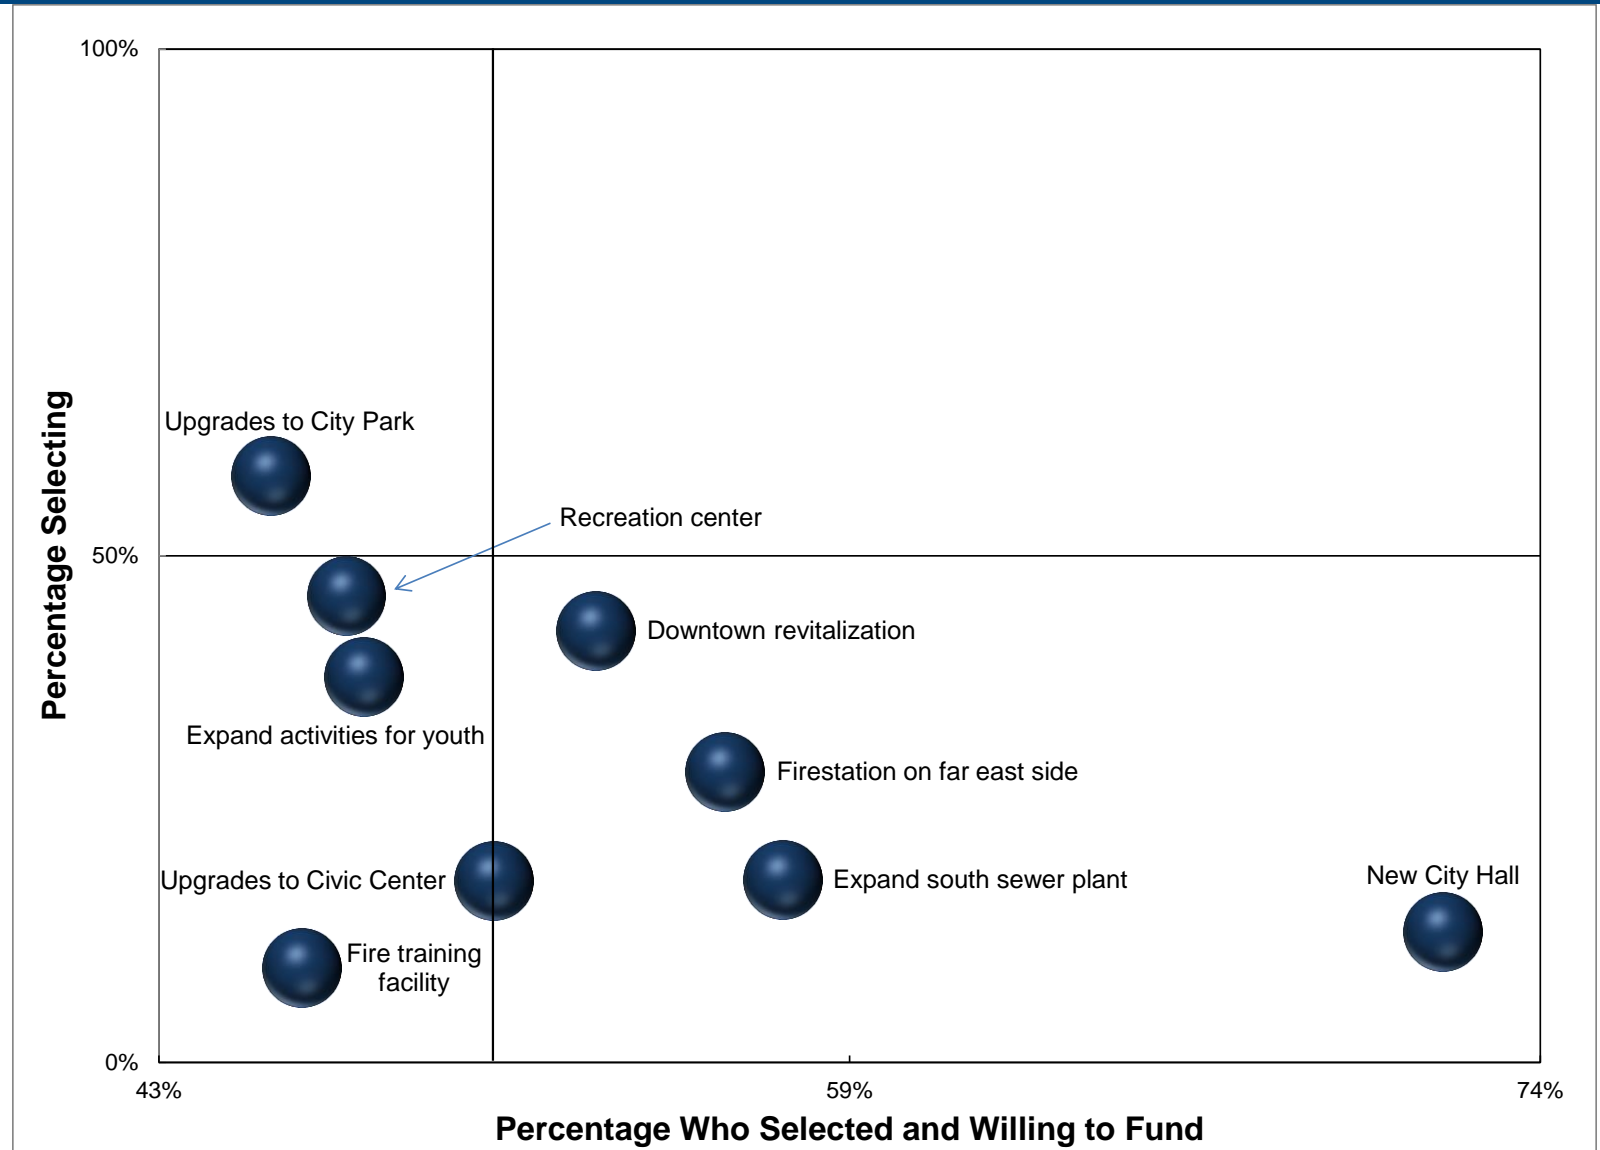 100%
Upgrades to City Park
Recreation center
50%
Downtown revitalization
Expand activities for youth
Firestation on far east side
Upgrades to Civic Center
Expand south sewer plant
New City Hall
Fire training
facility
0%
43%
59%
74%
Percentage Selecting
Percentage Who Selected and Willing to Fund